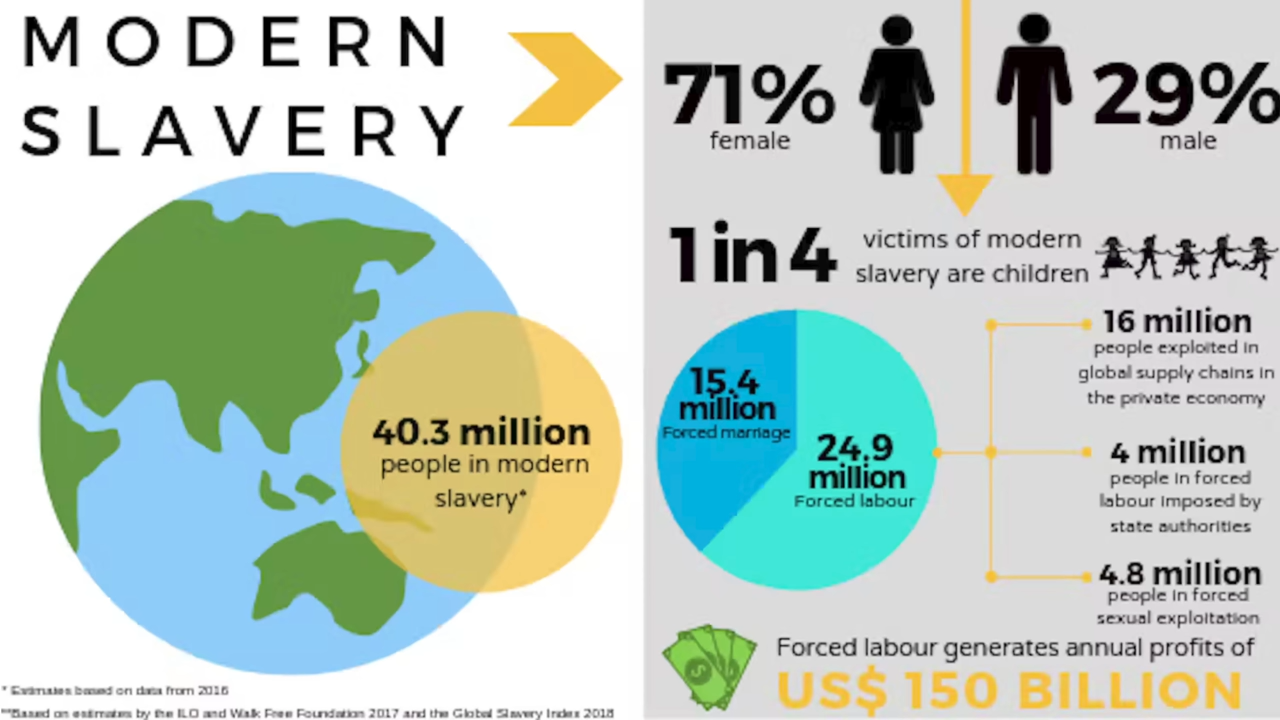 MODERN
SLAVERY
40.3 million
people in modern
slavery*
* Estimates based on data from 2016
**Based on estimates by the ILO and Walk Free Foundation 2017 and the Global Slavery Index 2018
71%
female
29%
male
1 in 4
victims of modern
slavery are children
15.4
million
Forced marriage
24.9
million
Forced labour
16 million
people exploited in
global supply chains in
the private economy
4 million
people in forced
labour imposed by
state authorities
4.8 million
people in forced
sexual exploitation
Forced labour generates annual profits of
US$ 150 BILLION